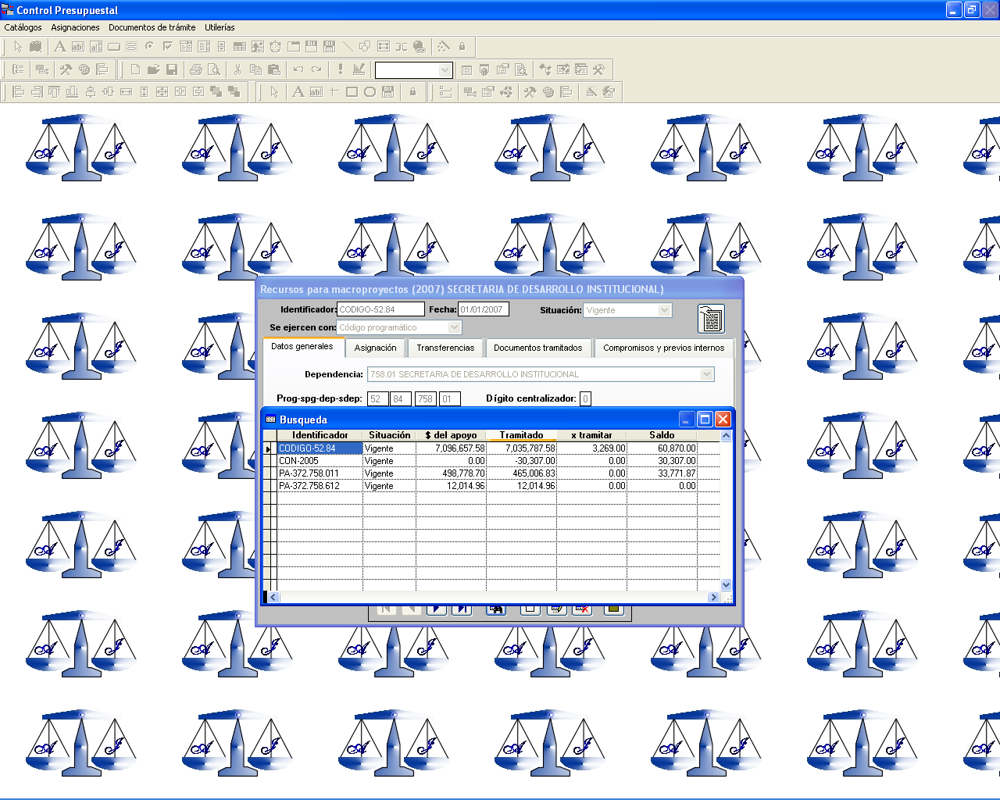 Control Presupuestal
Catálogos Asignaciones Documentos de trámite Utilerías
Recursos para macroproyectos (2007) SECRETARIA DE DESARROLLO INSTITUCIONAL)
Identificador: CODIGO-52.84 Fecha: 01/01/2007 Situación: Vigente
Se ejercen con: Código programático
Datos generales Asignación Transferencias Documentos tramitados Compromisos y previos internos
Dependencia: 758.01 SECRETARIA DE DESARROLLO INSTITUCIONAL
Prog-spg-dep-sdep: 52 84 758 01 Dígito centralizador: 0
Busqueda
Identificador Situación $ del apoyo Tramitado x tramitar Saldo
CODIGO-52.84 Vigente 7,096,657.58 7,035,787.58 3,269.00 60,870.00
CON-2005 Vigente 0.00 -30,307.00 0.00 30,307.00
PA-372.758.011 Vigente 498,778.70 465,006.83 0.00 33,771.87
PA-372.758.612 Vigente 12,014.96 12,014.96 0.00 0.00